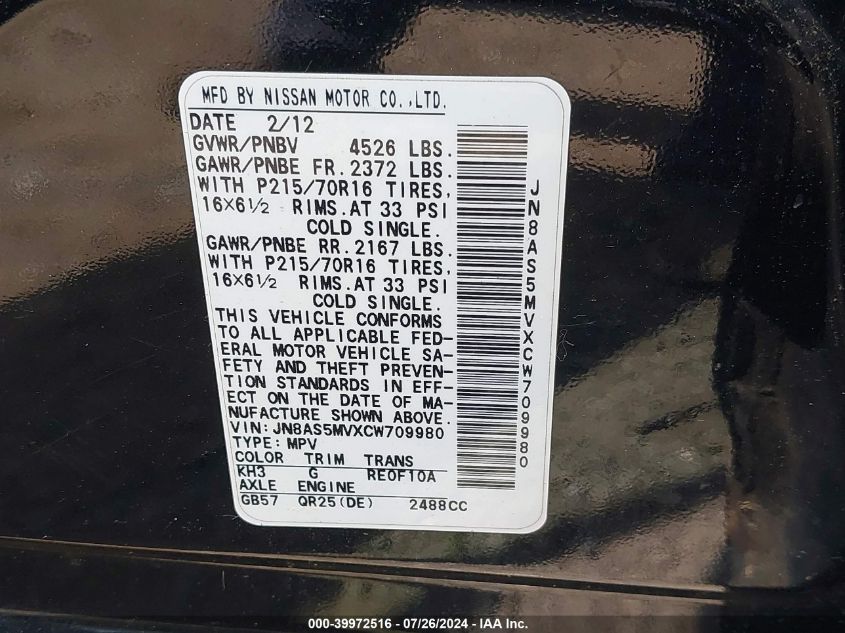 MFD BY NISSAN MOTOR CO.,LTD.
DATE 2/12
GVWR/PNBV 4526 LBS.
GAWR/PNBE FR.2372 LBS.
WITH P215/70R16 TIRES,
16×6½ RIMS.AT 33 PSI
COLD SINGLE.
GAWR/PNBE RR.2167 LBS.
WITH P215/70R16 TIRES,
16×6½ RIMS.AT 33 PSI
COLD SINGLE.
THIS VEHICLE CONFORMS
TO ALL APPLICABLE FED-
ERAL MOTOR VEHICLE SA-
FETY AND THEFT PREVEN-
TION STANDARDS IN EFF-
ECT ON THE DATE OF MA-
NUFACTURE SHOWN ABOVE.
VIN: JN8AS5MVXCW709980
TYPE: MPV
COLOR TRIM TRANS
KH3 G RE0F10A
AXLE ENGINE
GB57 QR25(DE) 2488CC
JN8AS5MVXCW709980
000-39972516 - 07/26/2024 - IAA Inc.